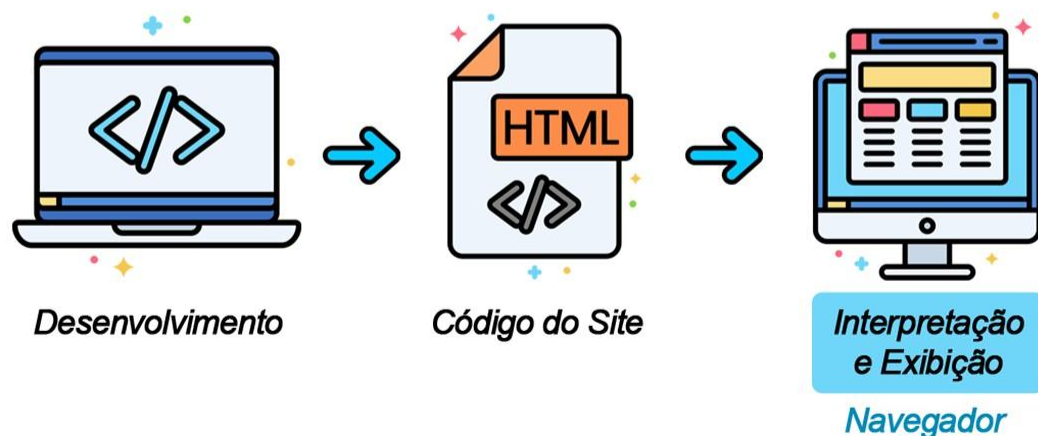 HTML
Desenvolvimento
Código do Site
Interpretação
e Exibição
Navegador